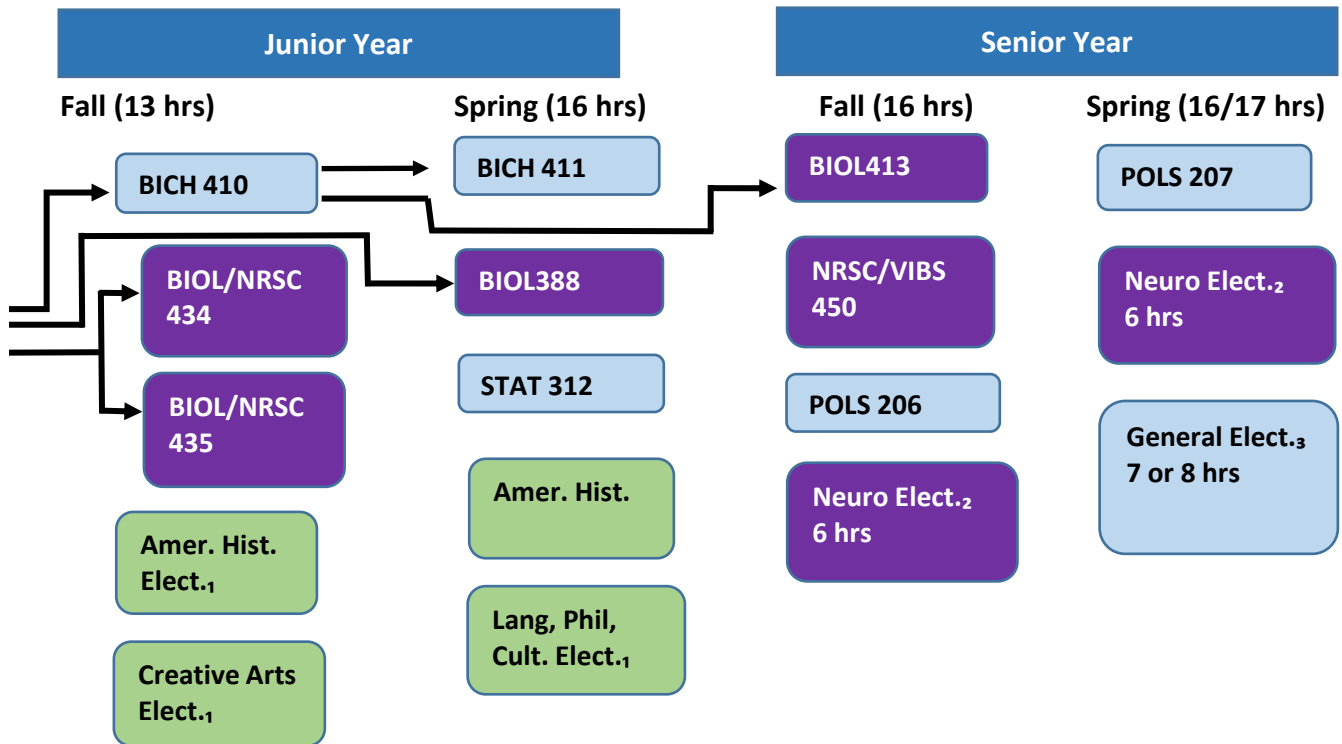 Junior Year
Fall (13 hrs)
BICH 410
BIOL/NRSC
434
BIOL/NRSC
435
Amer. Hist.
Elect.₁
Creative Arts
Elect.₁
Spring (16 hrs)
BICH 411
BIOL388
STAT 312
Amer. Hist.
Lang, Phil,
Cult. Elect.₁
Senior Year
Fall (16 hrs)
BIOL413
NRSC/VIBS
450
POLS 206
Neuro Elect.₂
6 hrs
Spring (16/17 hrs)
POLS 207
Neuro Elect.₂
6 hrs
General Elect.₃
7 or 8 hrs